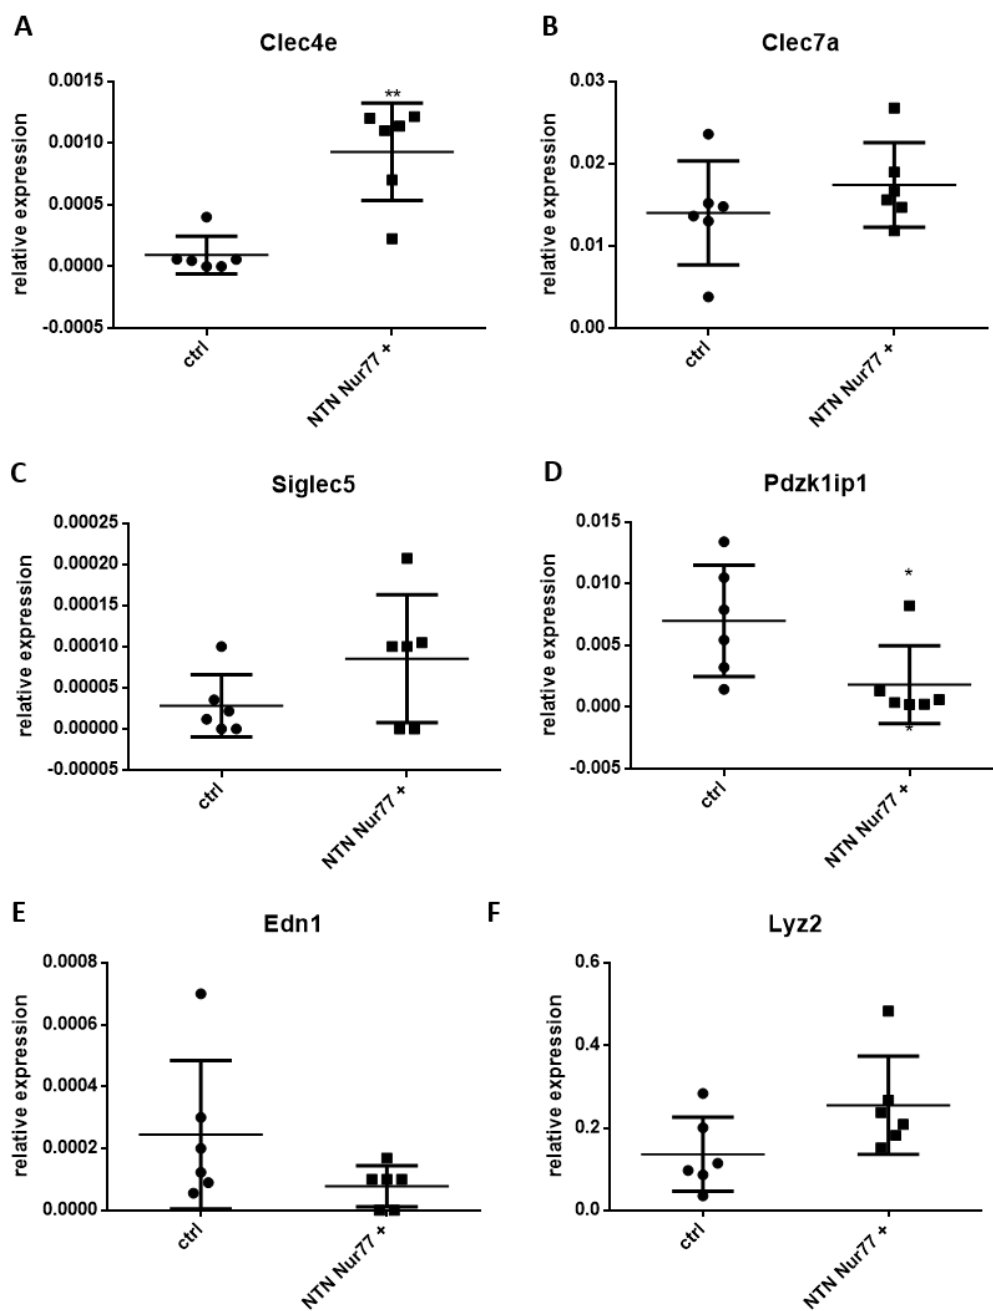 A
Clec4e
relative expression
0.0015
0.0010
0.0005
0.0000
-0.0005
**
ctrl
NTN Nur77 +
B
Clec7a
relative expression
0.03
0.02
0.01
0.00
ctrl
NTN Nur77 +
C
Siglec5
relative expression
0.00025
0.00020
0.00015
0.00010
0.00005
0.00000
-0.00005
ctrl
NTN Nur77 +
D
Pdzk1ip1
relative expression
0.015
0.010
0.005
0.000
-0.005
*
*
ctrl
NTN Nur77 +
E
Edn1
relative expression
0.0008
0.0006
0.0004
0.0002
0.0000
ctrl
NTN Nur77 +
F
Lyz2
relative expression
0.6
0.4
0.2
0.0
ctrl
NTN Nur77 +